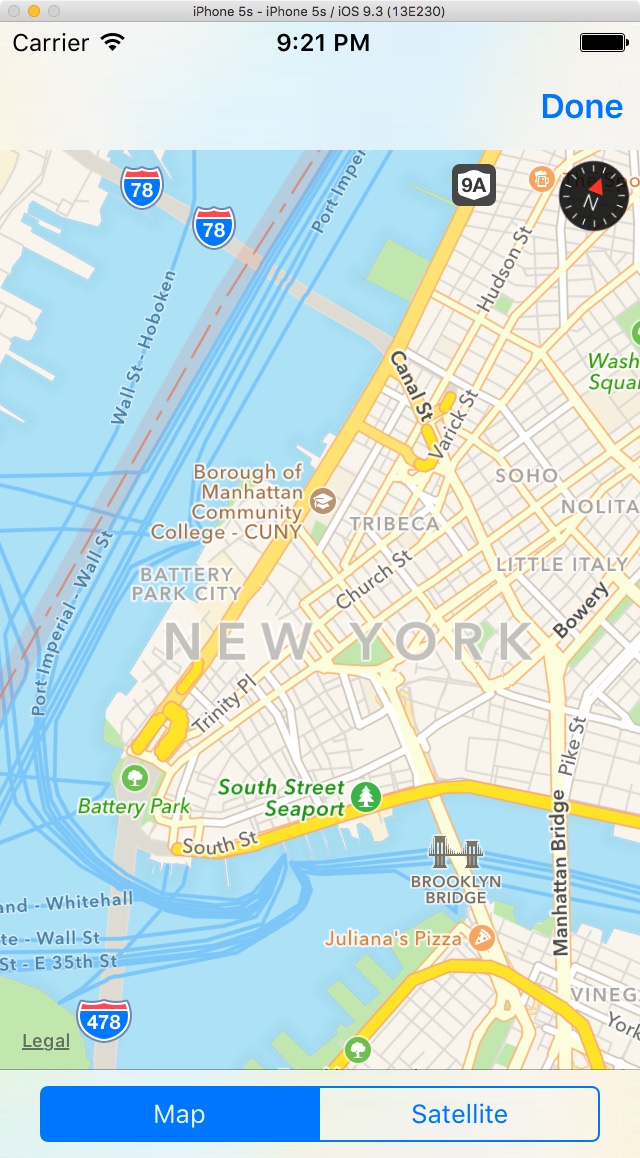 iPhone 5s - iPhone 5s / iOS 9.3 (13E230)
Carrier 9:21 PM
Done
78
9A
78
Port Imper
Hudson St
Wall St - Hoboken
Wash
Squa
Canal St
Varick St
Borough of
Manhattan
Community
College - CUNY
SOHO
NOLITA
TRIBECA
LITTLE ITALY
Church St
BATTERY
PARK CITY
Port Imperial - Wall St
Bowery
NEW YORK
Trinity Pl
Pike St
South Street
Seaport
Battery Park
South St
Manhattan Bridge
BROOKLYN
BRIDGE
and - Whitehall
te - Wall St
St - E 35th St
Juliana's Pizza
VINEG
York
478
Legal
Map Satellite